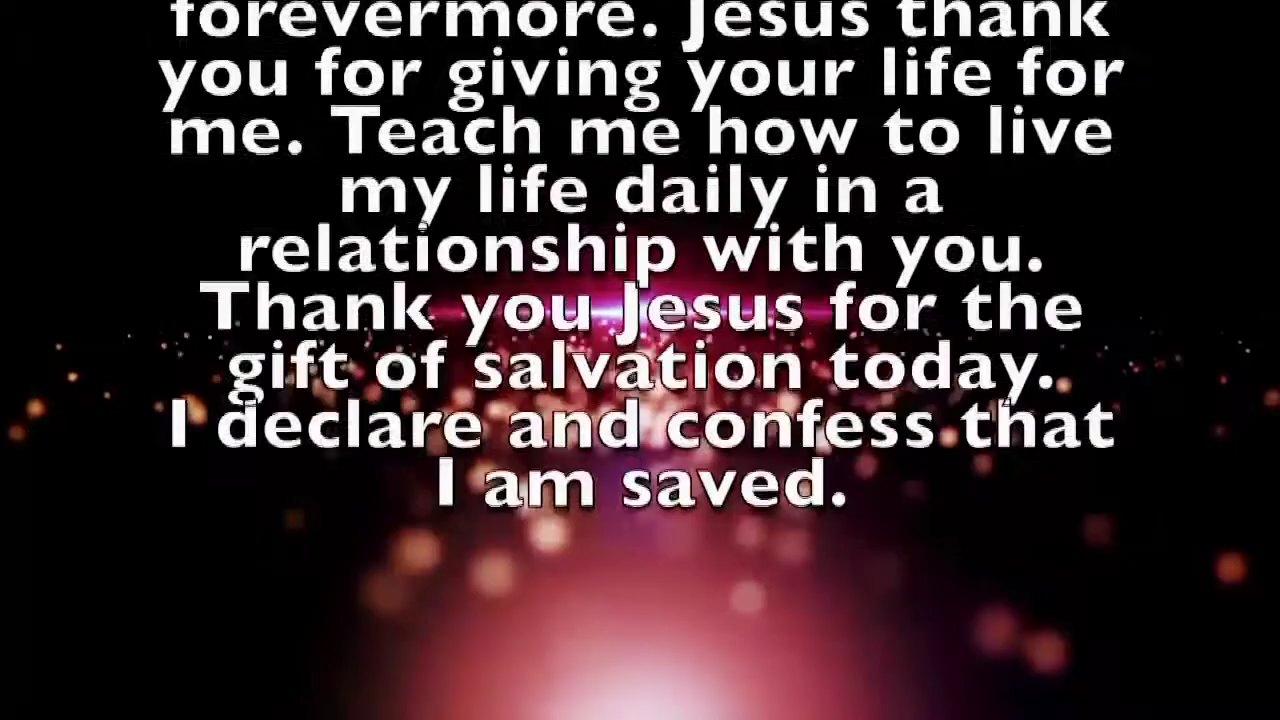 forevermore. Jesus thank
you for giving your life for
me. Teach me how to live
my life daily in a
relationship with you.
Thank you Jesus for the
gift of salvation today.
I declare and confess that
I am saved.